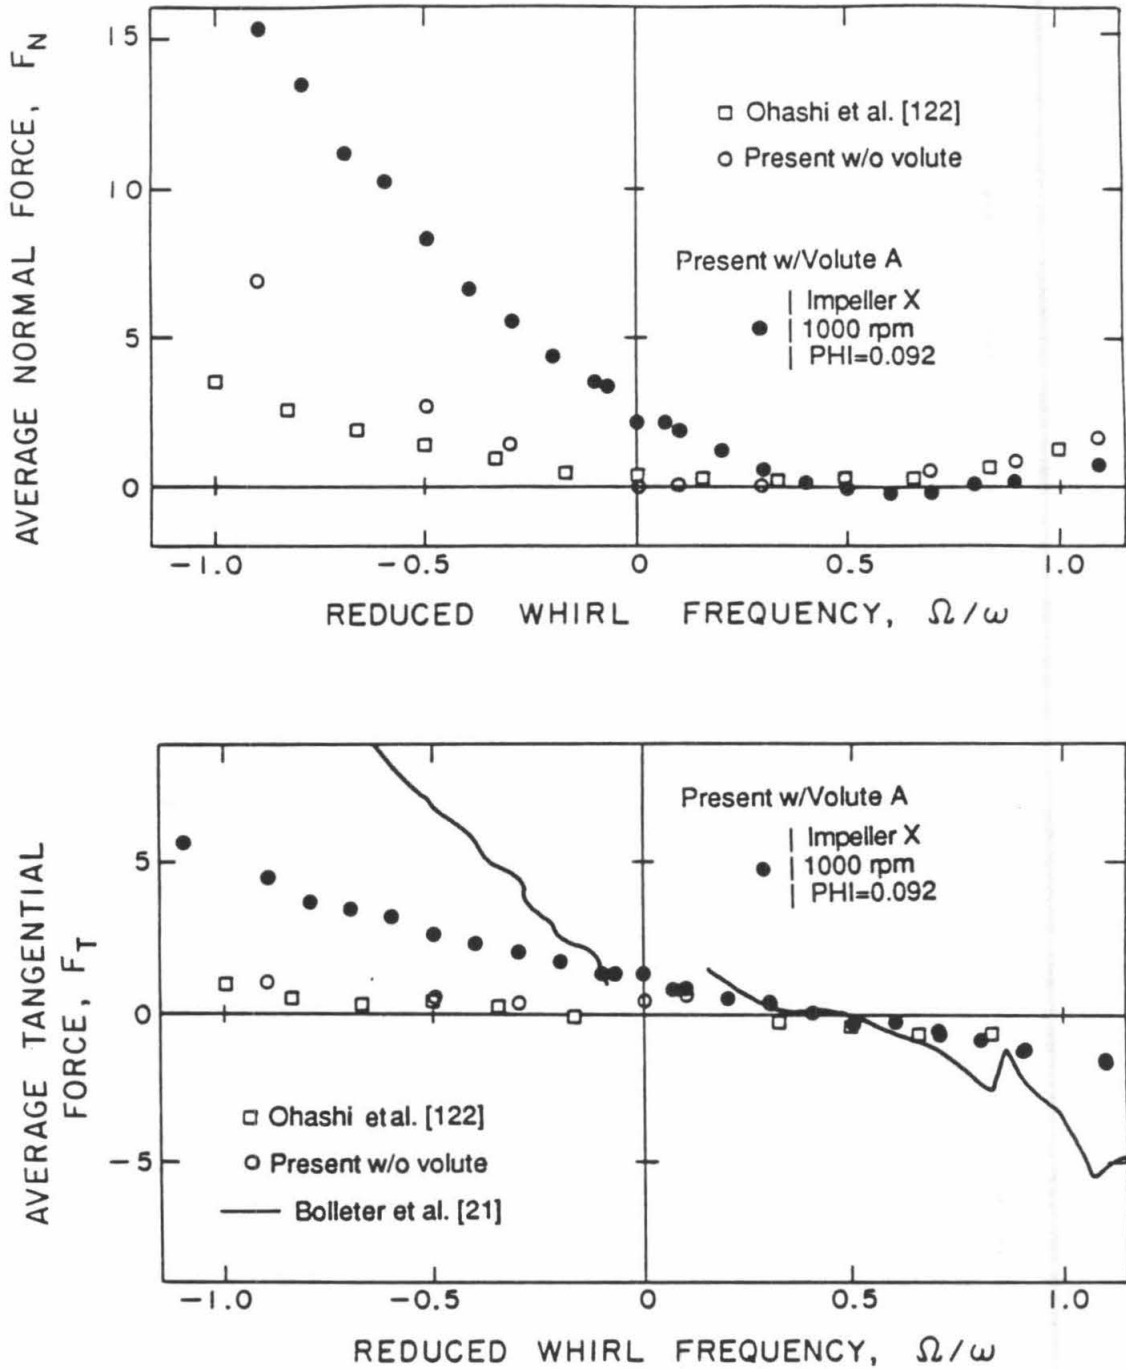 AVERAGE NORMAL FORCE, F_N
15
10
5
0
□ Ohashi et al. [122]
○ Present w/o volute
Present w/Volute A
● | Impeller X
| 1000 rpm
| PHI=0.092
-1.0 -0.5 0 0.5 1.0
REDUCED WHIRL FREQUENCY, Ω/ω
AVERAGE TANGENTIAL
FORCE, F_T
5
0
-5
Present w/Volute A
● | Impeller X
| 1000 rpm
| PHI=0.092
□ Ohashi et al. [122]
○ Present w/o volute
— Bolleter et al. [21]
-1.0 -0.5 0 0.5 1.0
REDUCED WHIRL FREQUENCY, Ω/ω